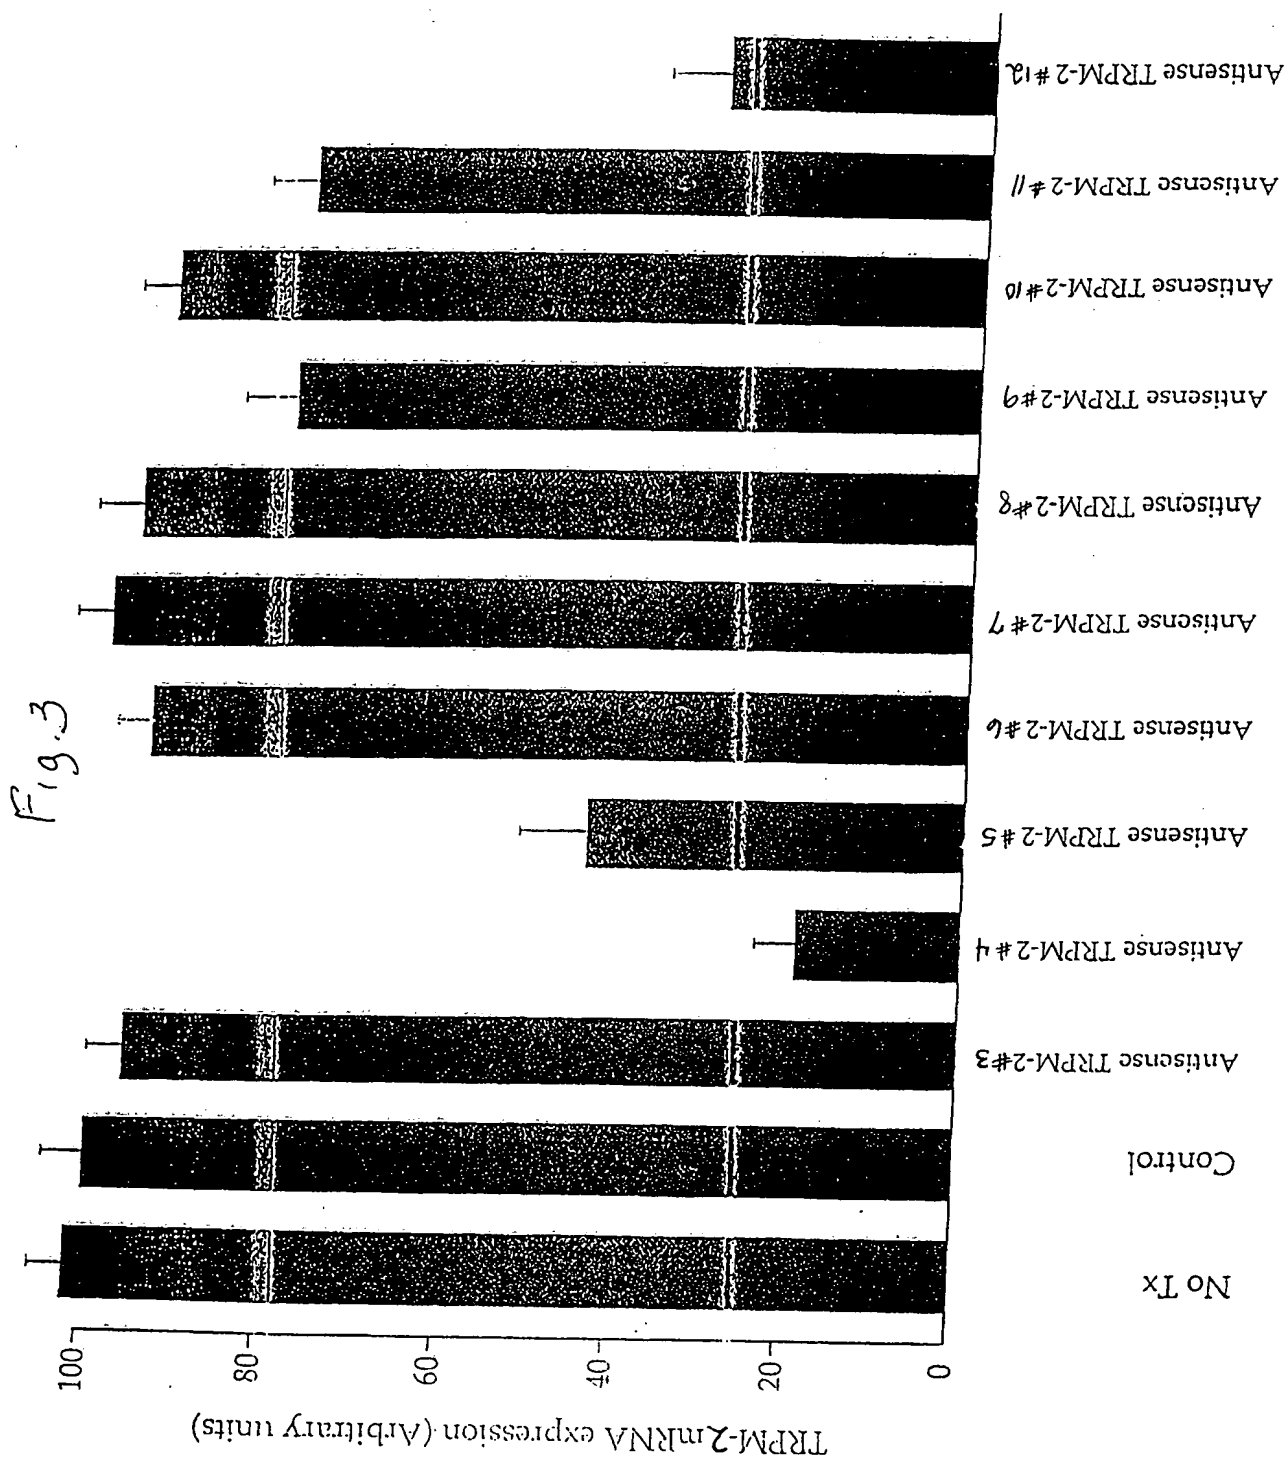 Fig. 3
TRPM-2 mRNA expression (Arbitrary units)
100
80
60
40
20
0
No Tx
Control
Antisense TRPM-2 #3
Antisense TRPM-2 #4
Antisense TRPM-2 #5
Antisense TRPM-2 #6
Antisense TRPM-2 #7
Antisense TRPM-2 #8
Antisense TRPM-2 #9
Antisense TRPM-2 #10
Antisense TRPM-2 #11
Antisense TRPM-2 #12